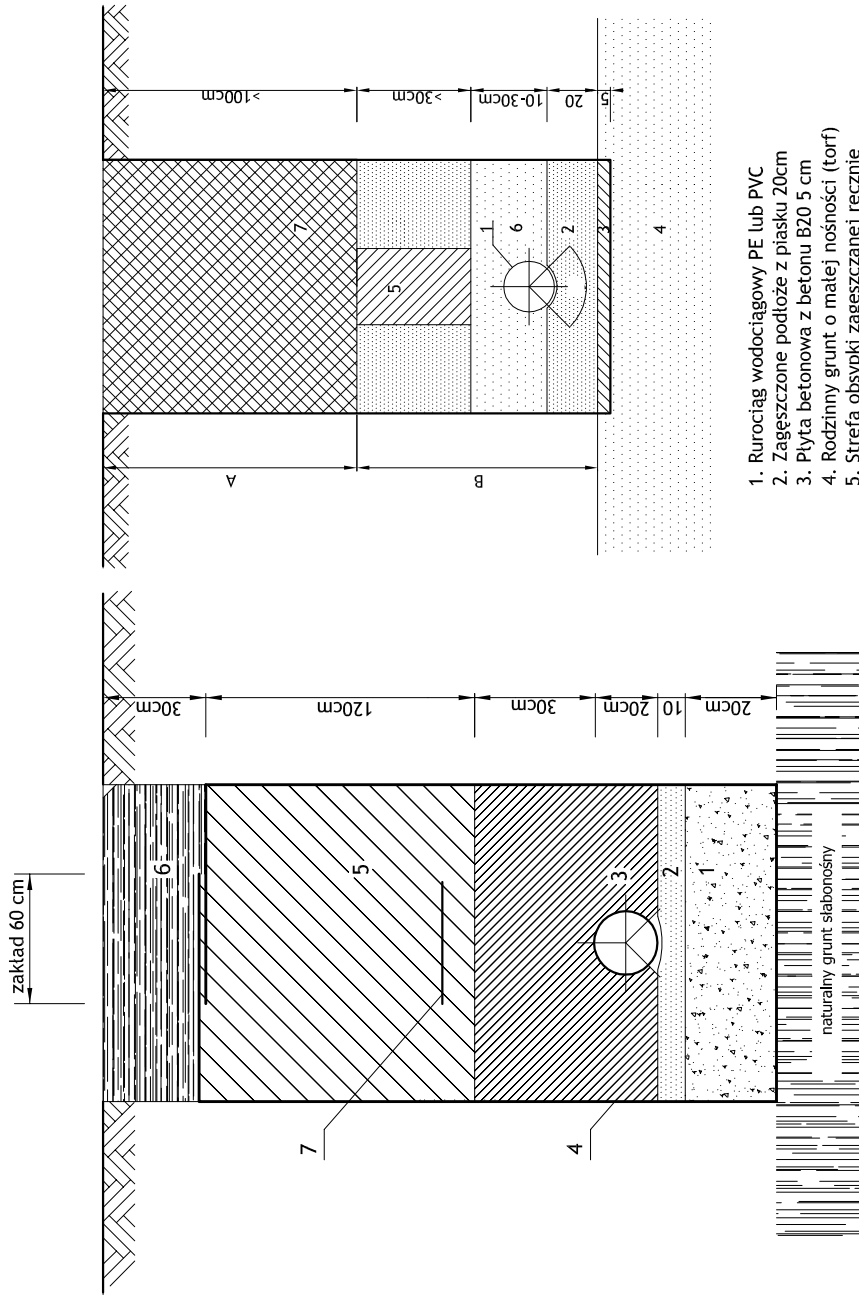 zakład 60 cm
30cm
120cm
30cm
20cm
10
20cm
6
5
3
2
1
7
4
naturalny grunt słabonośny
>100cm
>30cm
10-30cm
20
5
A
B
7
5
1
6
2
3
4
1. Rurociąg wodociągowy PE lub PVC
2. Zagęszczone podłoże z piasku 20cm
3. Płyta betonowa z betonu B20 5 cm
4. Rodzinny grunt o małej nośności (torf)
5. Strefa obsypki zagęszczanej ręcznie